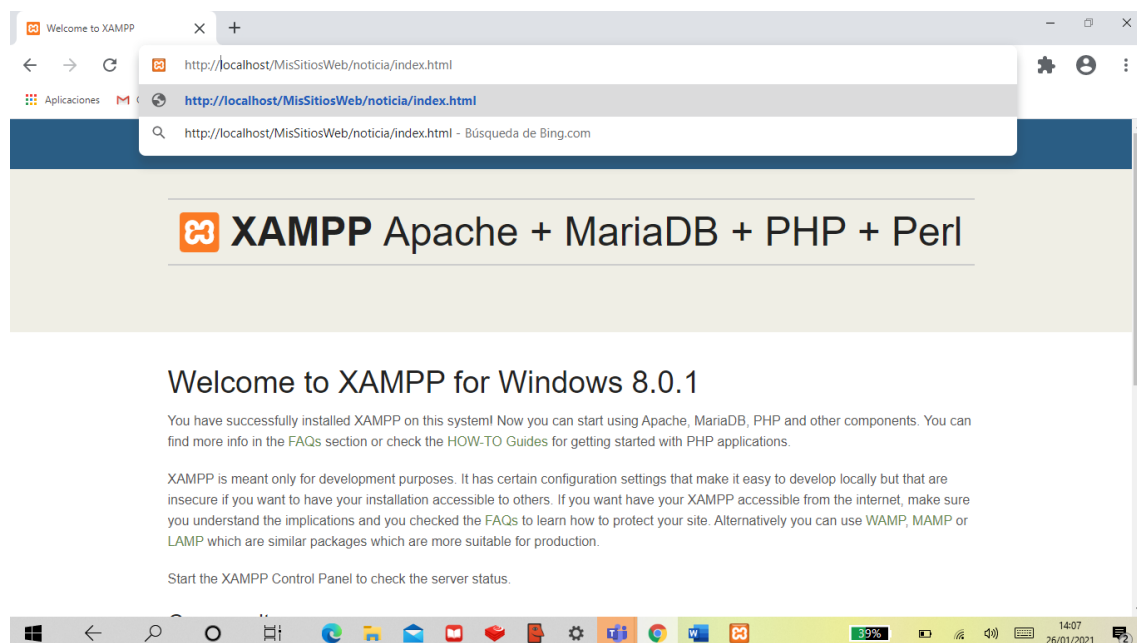 Welcome to XAMPP
http://localhost/MisSitiosWeb/noticia/index.html
Aplicaciones
http://localhost/MisSitiosWeb/noticia/index.html
http://localhost/MisSitiosWeb/noticia/index.html - Búsqueda de Bing.com
XAMPP Apache + MariaDB + PHP + Perl
Welcome to XAMPP for Windows 8.0.1
You have successfully installed XAMPP on this system! Now you can start using Apache, MariaDB, PHP and other components. You can
find more info in the FAQs section or check the HOW-TO Guides for getting started with PHP applications.
XAMPP is meant only for development purposes. It has certain configuration settings that make it easy to develop locally but that are
insecure if you want to have your installation accessible to others. If you want have your XAMPP accessible from the internet, make sure
you understand the implications and you checked the FAQs to learn how to protect your site. Alternatively you can use WAMP, MAMP or
LAMP which are similar packages which are more suitable for production.
Start the XAMPP Control Panel to check the server status.
39%
14:07
26/01/2021